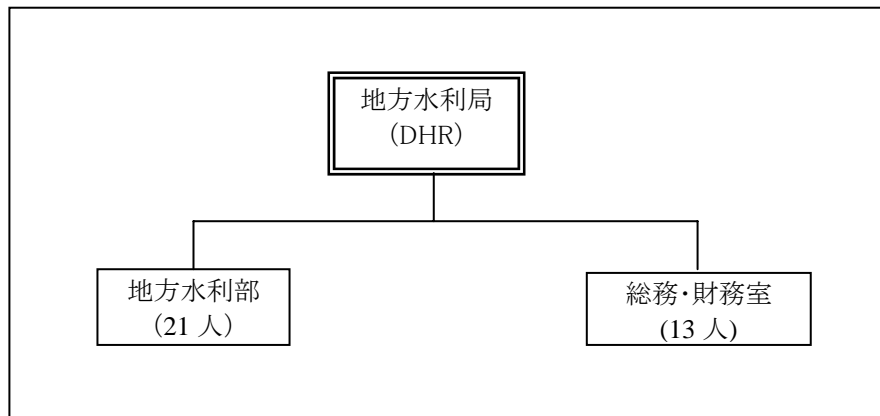 地方水利局
（DHR）
地方水利部
（21 人）
総務･財務室
(13 人)